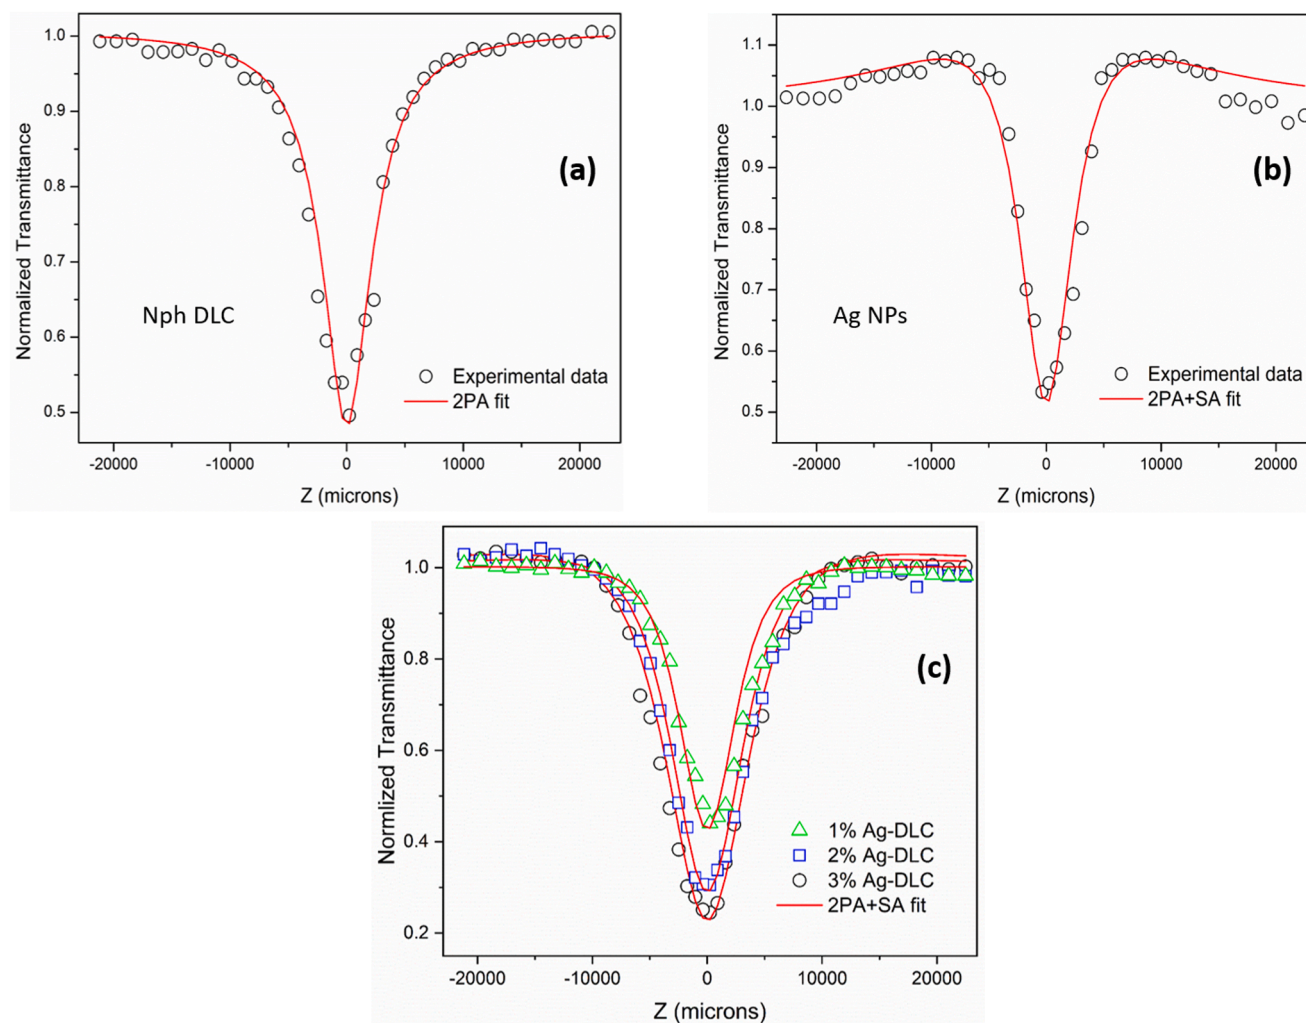 1.0
0.9
0.8
0.7
0.6
0.5
Normalized Transmittance
(a)
Nph DLC
Experimental data
2PA fit
-20000 -10000 0 10000 20000
Z (microns)
1.1
1.0
0.9
0.8
0.7
0.6
0.5
Normalized Transmittance
(b)
Ag NPs
Experimental data
2PA+SA fit
-20000 -10000 0 10000 20000
Z (microns)
1.0
0.8
0.6
0.4
0.2
Normlized Transmittance
(c)
1% Ag-DLC
2% Ag-DLC
3% Ag-DLC
2PA+SA fit
-20000 -10000 0 10000 20000
Z (microns)